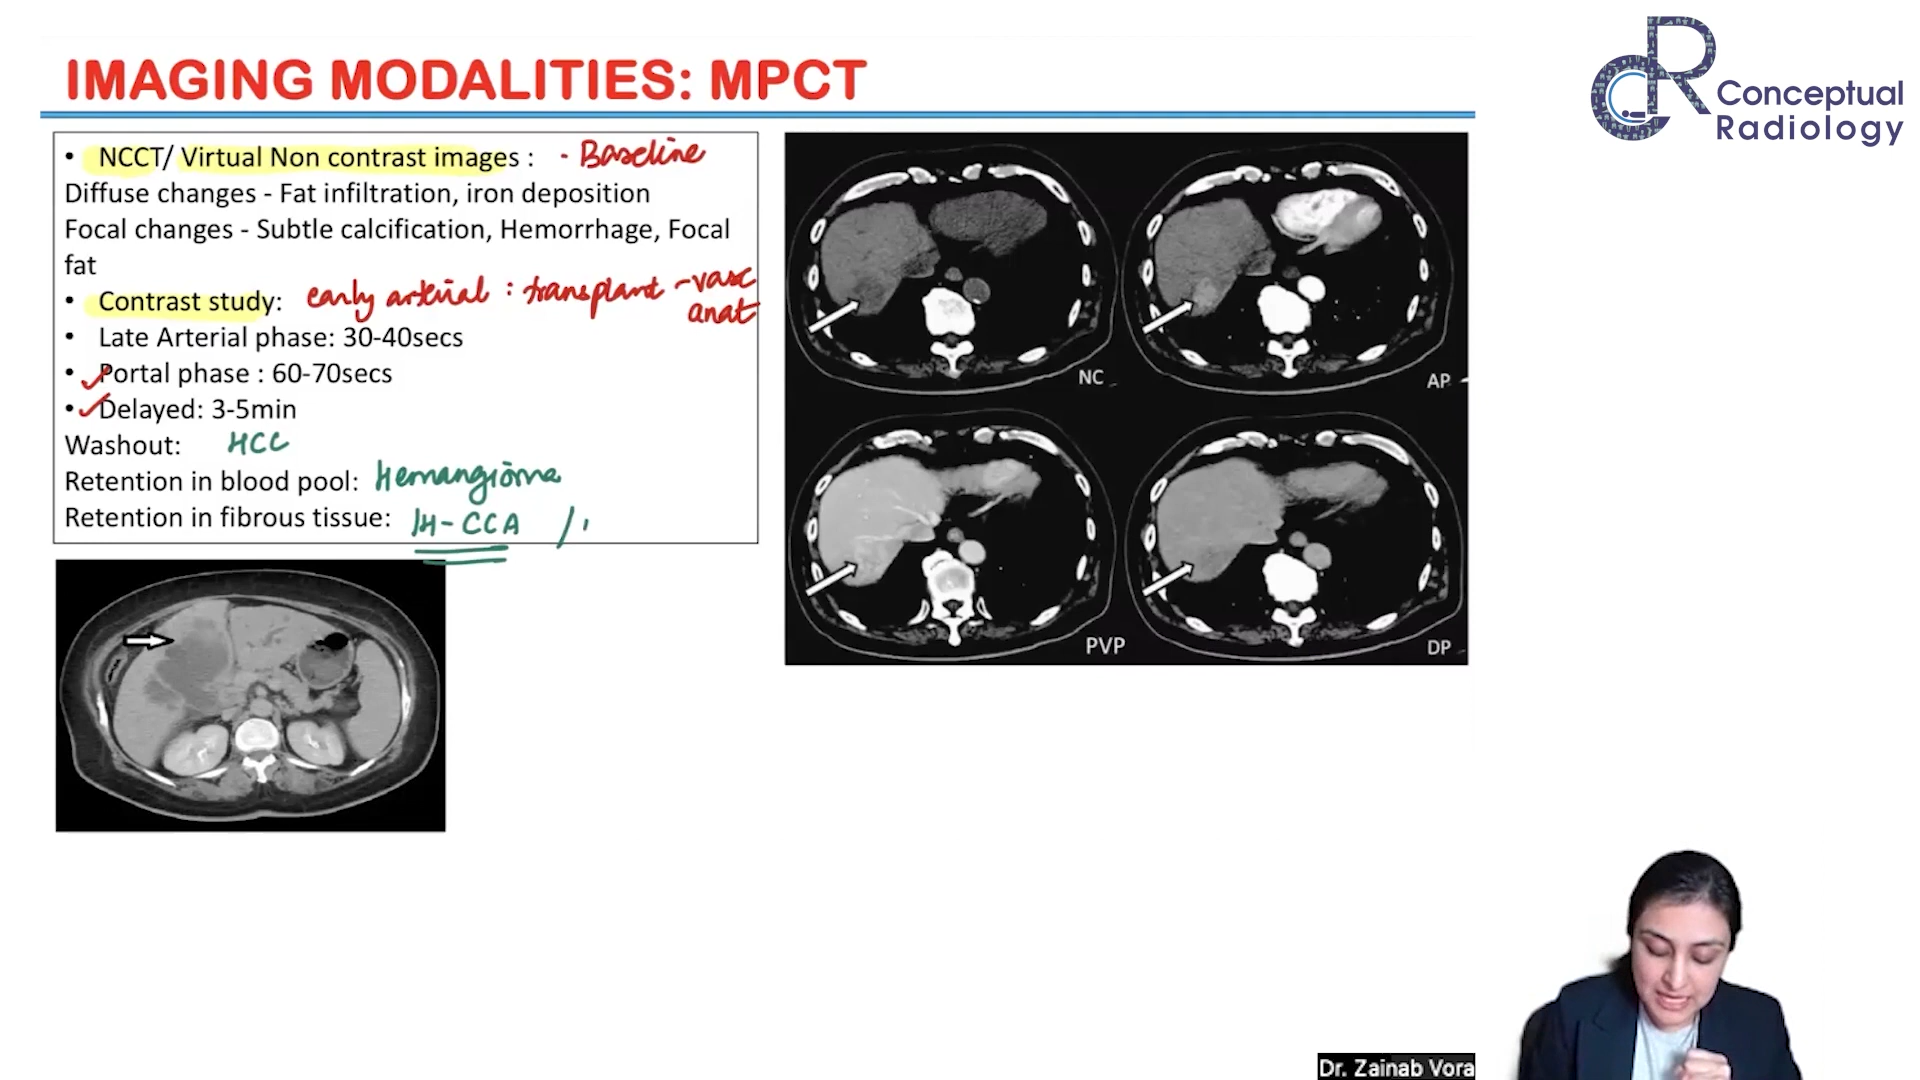 IMAGING MODALITIES: MPCT
Conceptual
Radiology
• NCCT/ Virtual Non contrast images : - Baseline
Diffuse changes - Fat infiltration, iron deposition
Focal changes - Subtle calcification, Hemorrhage, Focal
fat
• Contrast study: early arterial : transplant - vasc
anat
• Late Arterial phase: 30-40secs
• Portal phase : 60-70secs
• Delayed: 3-5min
Washout: HCC
Retention in blood pool: Hemangioma
Retention in fibrous tissue: IH-CCA /
NC
AP
PVP
DP
Dr. Zainab Vora